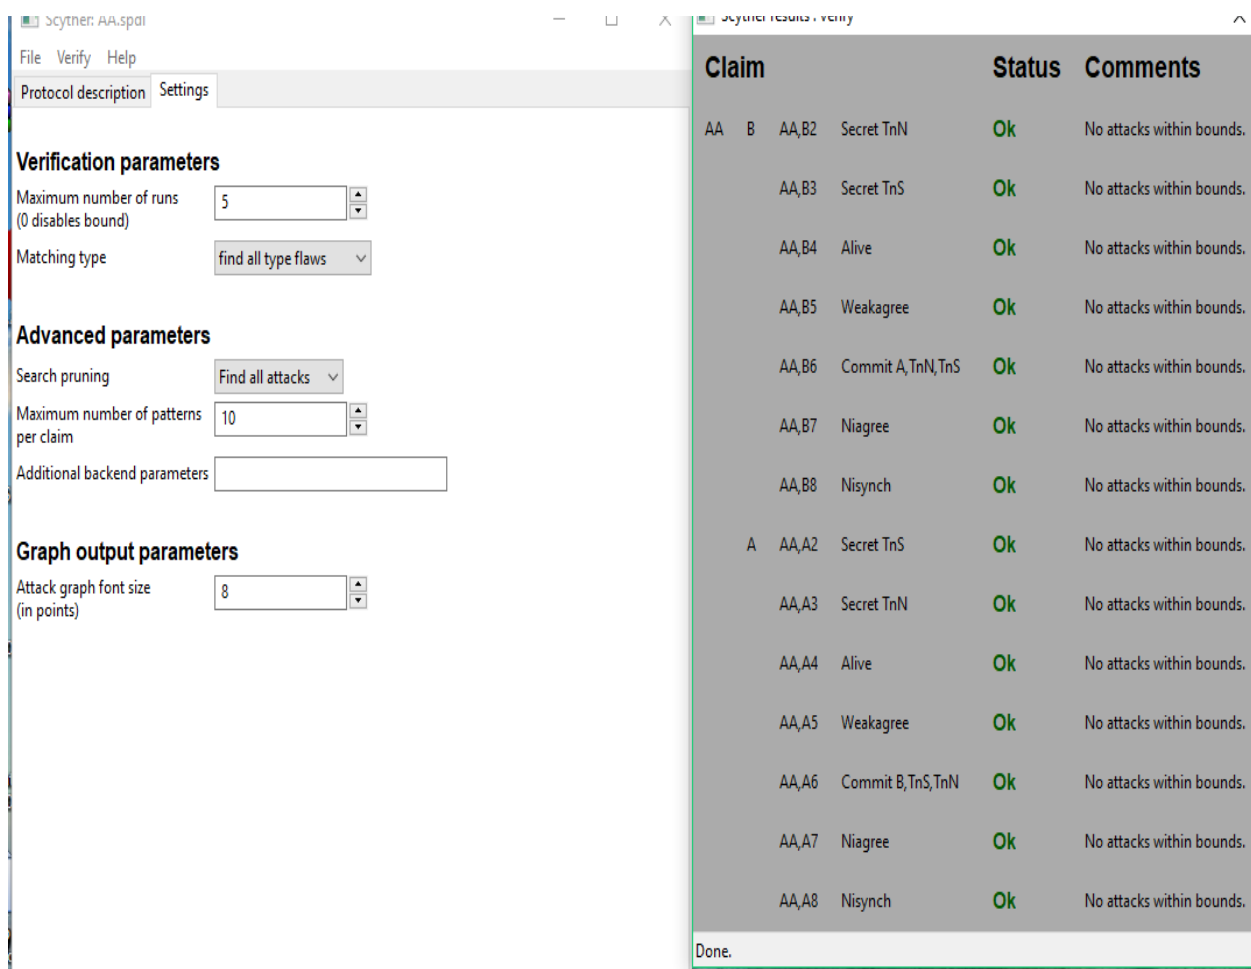 Scyther: AA.spdl
File Verify Help
Protocol description Settings
Verification parameters
Maximum number of runs
(0 disables bound)
5
Matching type
find all type flaws
Advanced parameters
Search pruning
Find all attacks
Maximum number of patterns
per claim
10
Additional backend parameters
Graph output parameters
Attack graph font size
(in points)
8
Scyther results : verify
Claim Status Comments
AA B AA,B2 Secret TnN Ok No attacks within bounds.
AA,B3 Secret TnS Ok No attacks within bounds.
AA,B4 Alive Ok No attacks within bounds.
AA,B5 Weakagree Ok No attacks within bounds.
AA,B6 Commit A,TnN,TnS Ok No attacks within bounds.
AA,B7 Niagree Ok No attacks within bounds.
AA,B8 Nisynch Ok No attacks within bounds.
A AA,A2 Secret TnS Ok No attacks within bounds.
AA,A3 Secret TnN Ok No attacks within bounds.
AA,A4 Alive Ok No attacks within bounds.
AA,A5 Weakagree Ok No attacks within bounds.
AA,A6 Commit B,TnS,TnN Ok No attacks within bounds.
AA,A7 Niagree Ok No attacks within bounds.
AA,A8 Nisynch Ok No attacks within bounds.
Done.